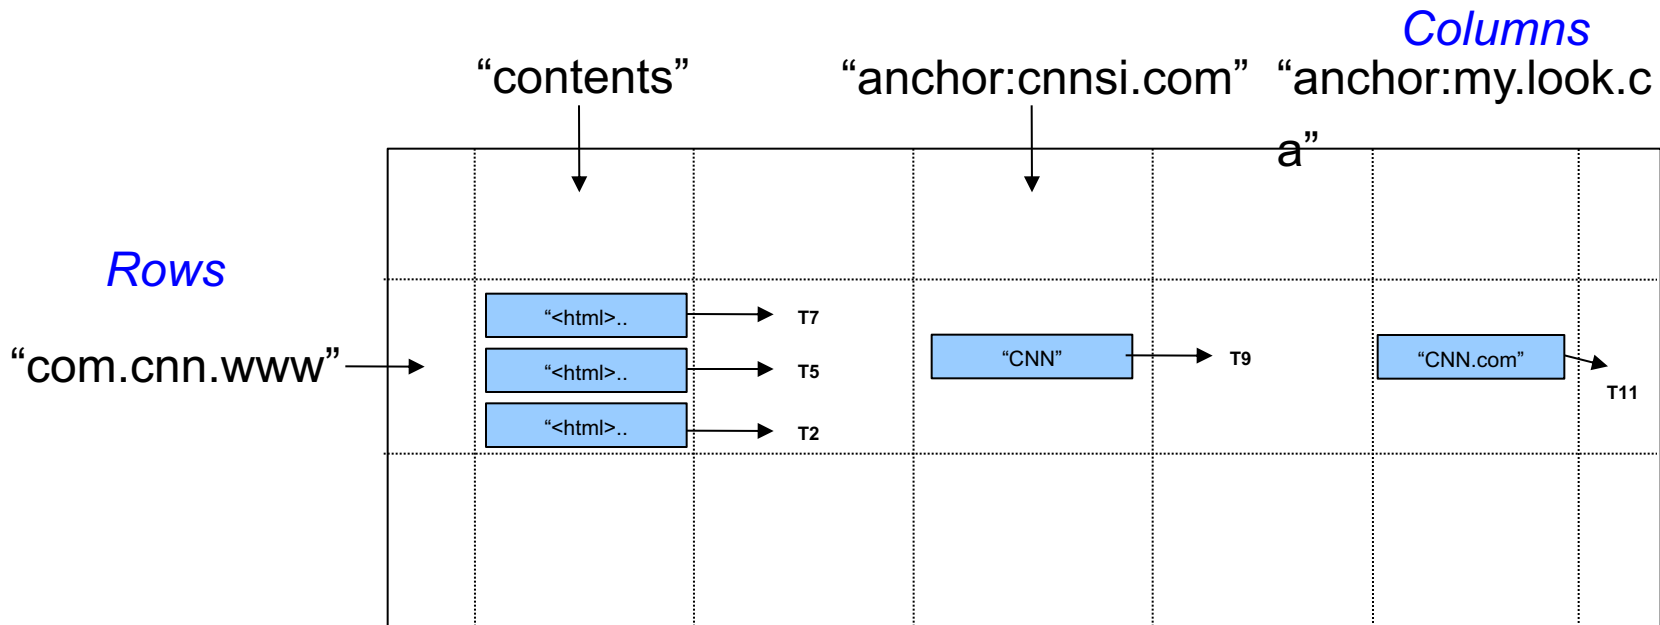 Columns
“contents”
“anchor:cnnsi.com”
“anchor:my.look.c
a”
Rows
“com.cnn.www”
“<html>..
T7
“<html>..
T5
“<html>..
T2
“CNN”
T9
“CNN.com”
T11